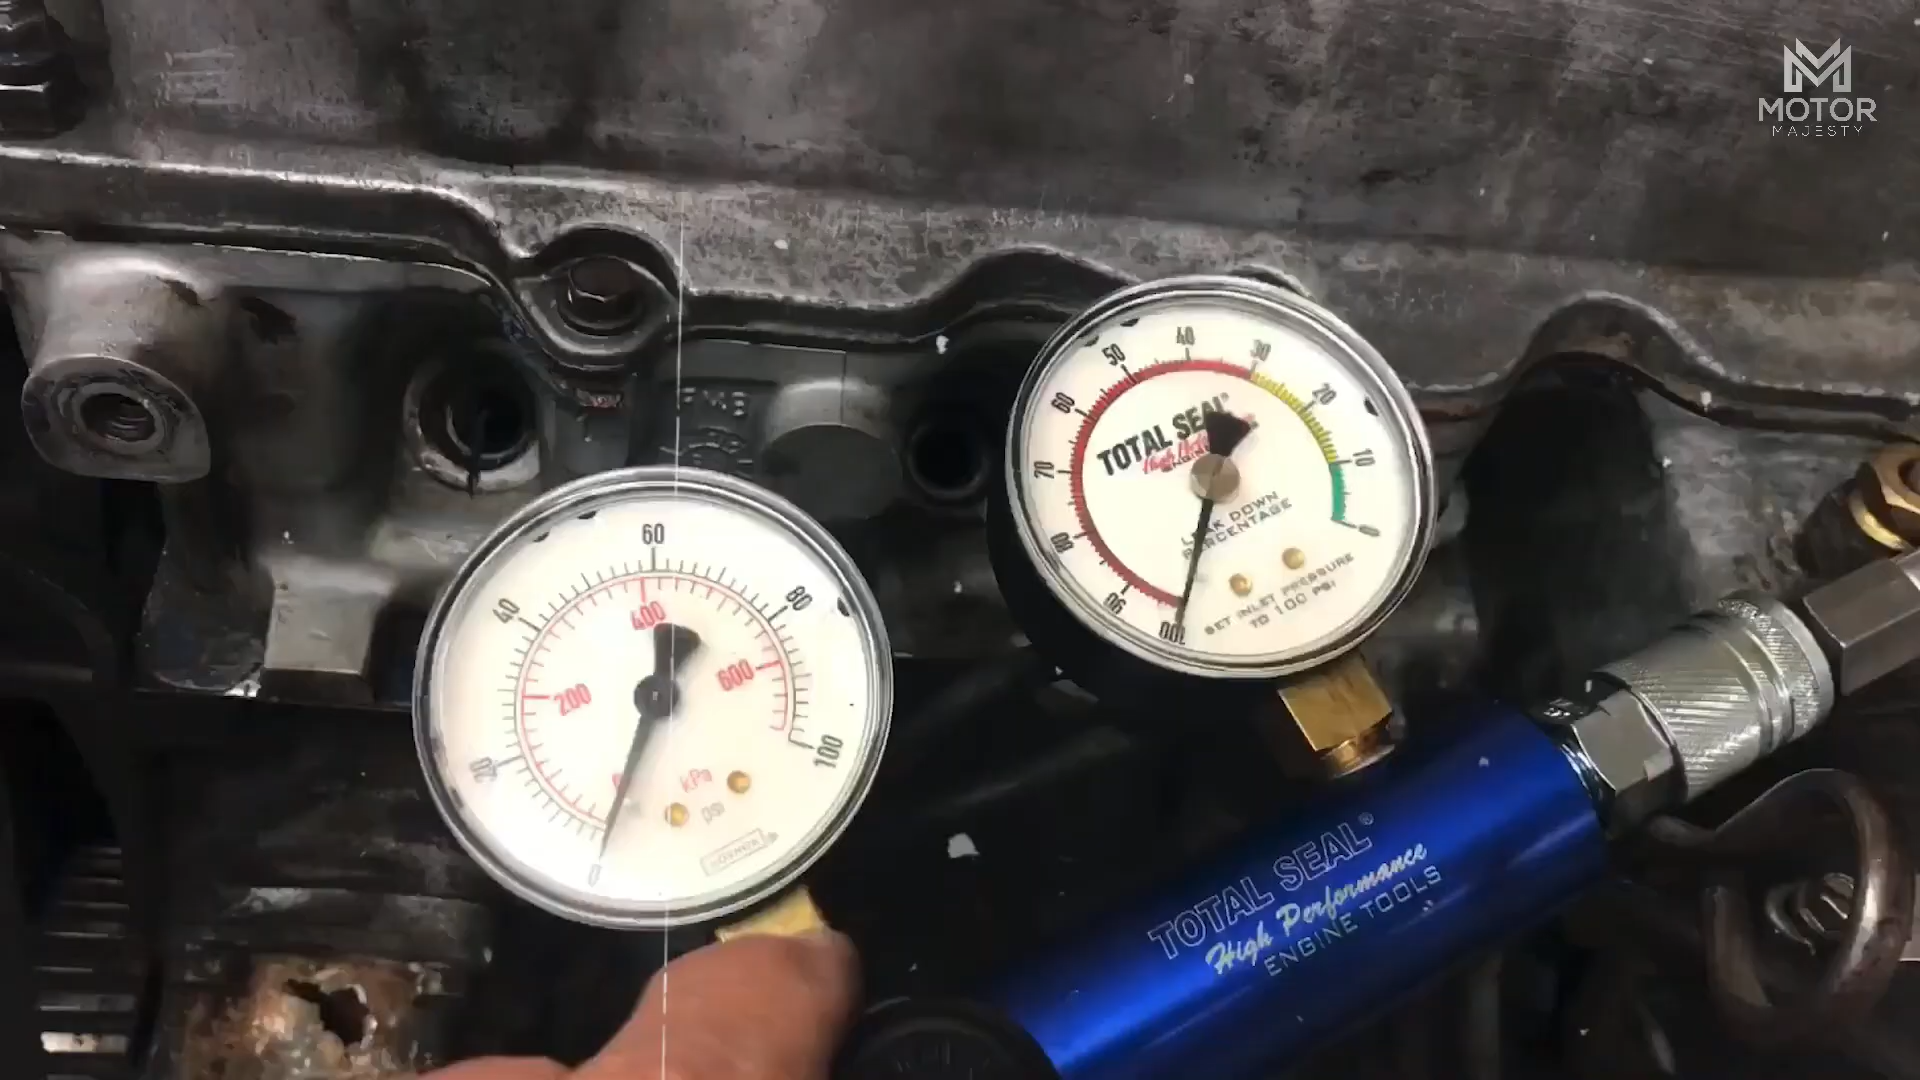 MOTOR
MAJESTY
40
50
30
60
20
TOTAL SEAL®
70
10
LEAK DOWN
PERCENTAGE
80
0
90
100
SET INLET PRESSURE
TO 100 PSI
60
40
80
400
600
200
20
100
kPa
psi
0
TOTAL SEAL®
High Performance
ENGINE TOOLS